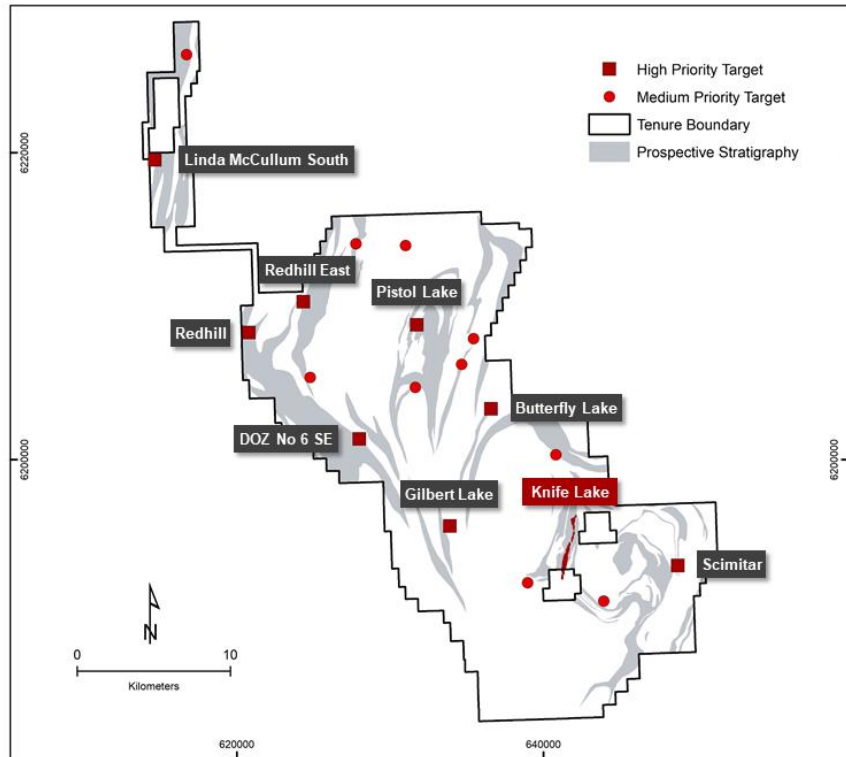 High Priority Target
Medium Priority Target
Tenure Boundary
Prospective Stratigraphy
6220000
Linda McCullum South
Redhill East
Pistol Lake
Redhill
Butterfly Lake
DOZ No 6 SE
6200000
6200000
Gilbert Lake
Knife Lake
Scimitar
N
0
10
Kilometers
620000
640000